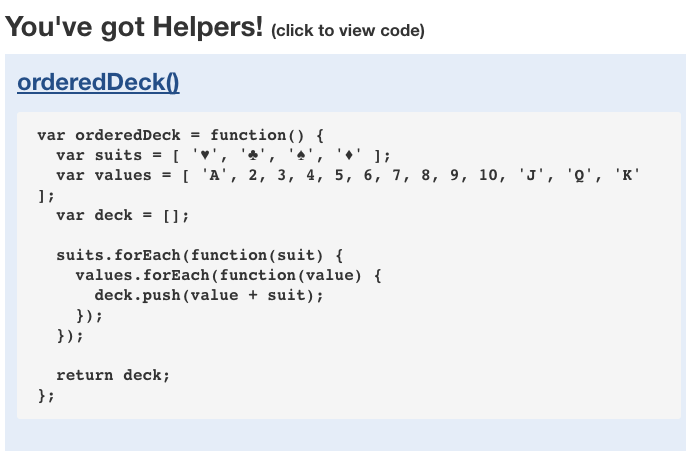 You've got Helpers! (click to view code)
orderedDeck()
var orderedDeck = function() {
  var suits = [ '♥', '♣', '♠', '♦' ];
  var values = [ 'A', 2, 3, 4, 5, 6, 7, 8, 9, 10, 'J', 'Q', 'K'
];
  var deck = [];

  suits.forEach(function(suit) {
    values.forEach(function(value) {
      deck.push(value + suit);
    });
  });

  return deck;
};